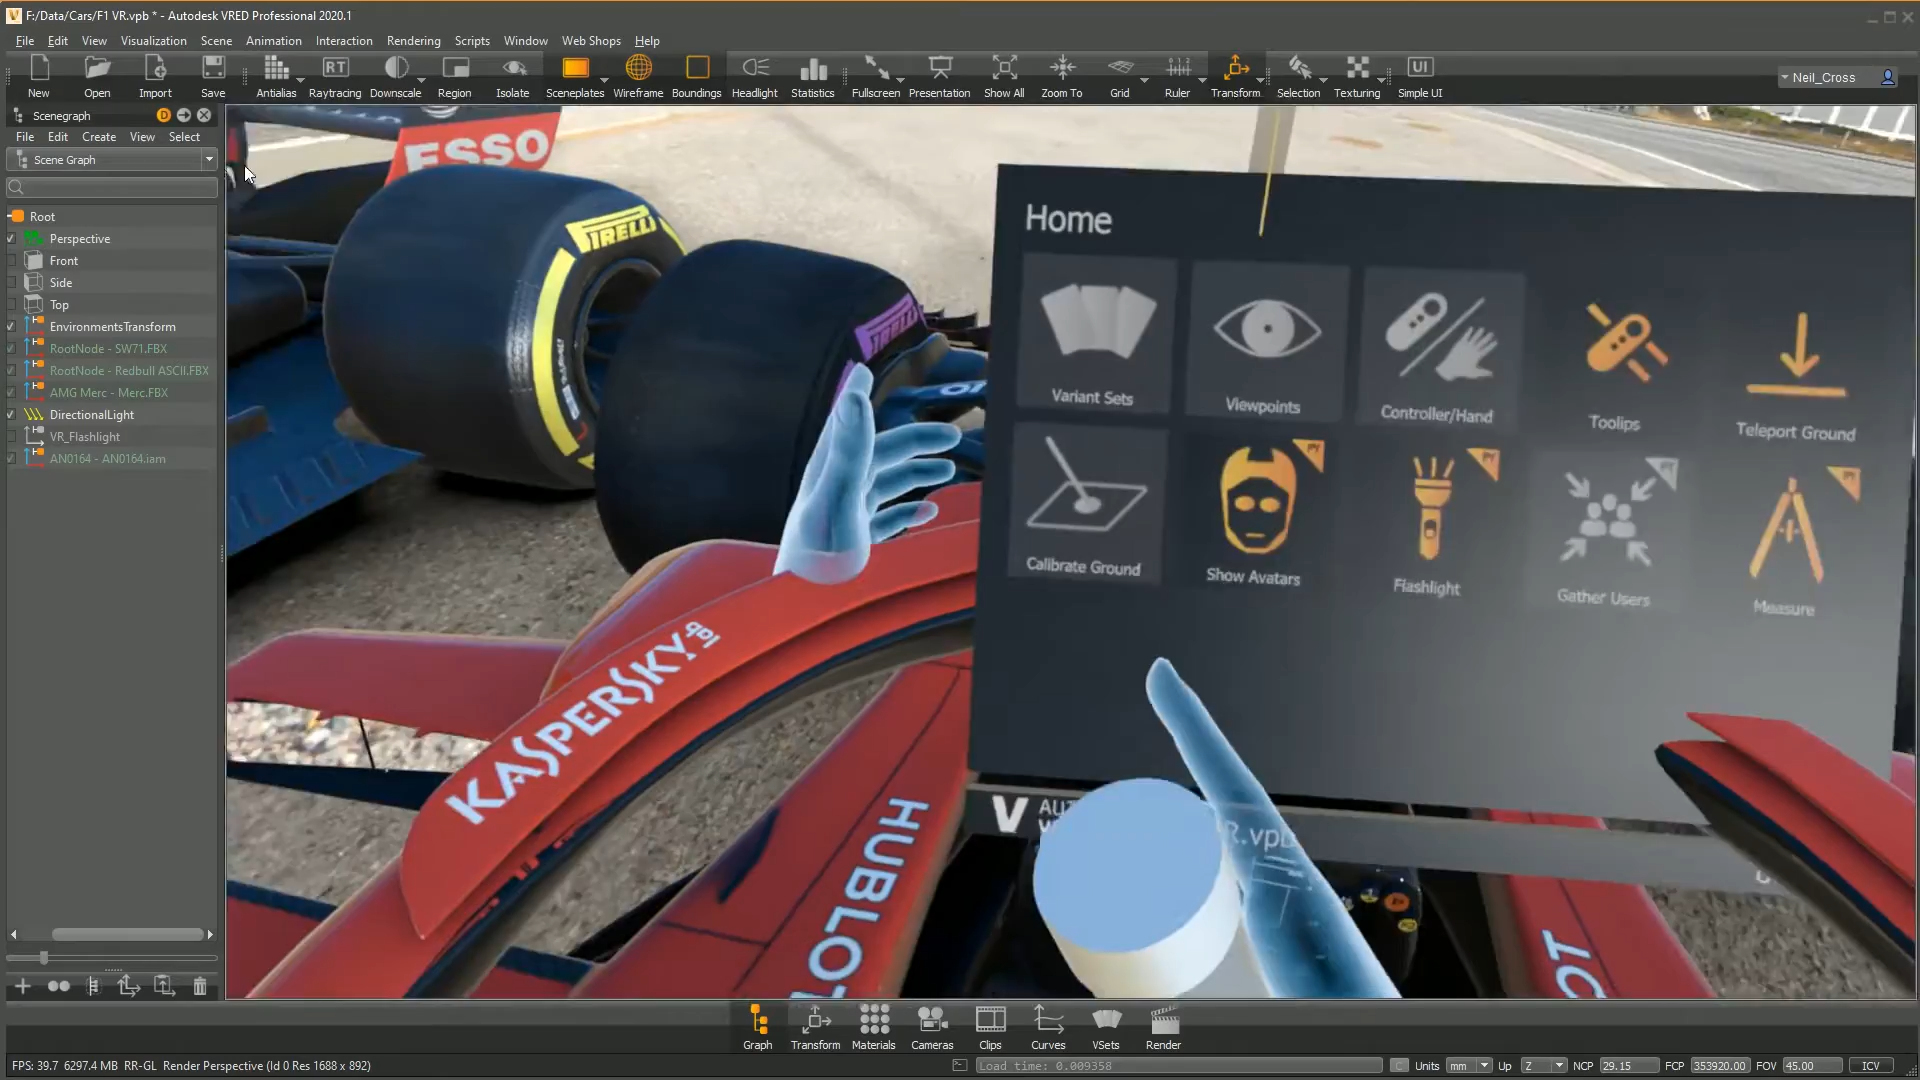 F:/Data/Cars/F1 VR.vpb * - Autodesk VRED Professional 2020.1
File Edit View Visualization Scene Animation Interaction Rendering Scripts Window Web Shops Help
New Open Import Save Antialias Raytracing Downscale Region Isolate Sceneplates Wireframe Boundings Headlight Statistics Fullscreen Presentation Show All Zoom To Grid Ruler Transform Selection Texturing Simple UI
RT
UI
Neil_Cross
Scenegraph
D
File Edit Create View Select
Scene Graph
Root
Perspective
Front
Side
Top
EnvironmentsTransform
RootNode - SW71.FBX
RootNode - Redbull ASCII.FBX
AMG Merc - Merc.FBX
DirectionalLight
VR_Flashlight
AN0164 - AN0164.iam
ESSO
PIRELLI
PIRELLI
KASPERSKY
HUBLOT
Home
Variant Sets
Viewpoints
Controller/Hand
Toolips
Teleport Ground
Calibrate Ground
Show Avatars
Flashlight
Gather Users
Measure
R.vpb
Graph Transform Materials Cameras Clips Curves VSets Render
FPS: 39.7 6297.4 MB RR-GL Render Perspective (Id 0 Res 1688 x 892)
Load time: 0.009358
C Units mm Up Z NCP 29.15 FCP 353920.00 FOV 45.00 ICV